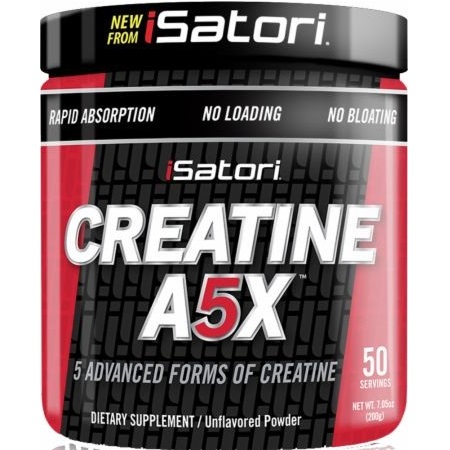 NEW FROM iSatori.
RAPID ABSORPTION NO LOADING NO BLOATING
iSatori.
CREATINE
A5X™
5 ADVANCED FORMS OF CREATINE
50
SERVINGS
NET WT. 7.05oz
(200g)
DIETARY SUPPLEMENT / Unflavored Powder